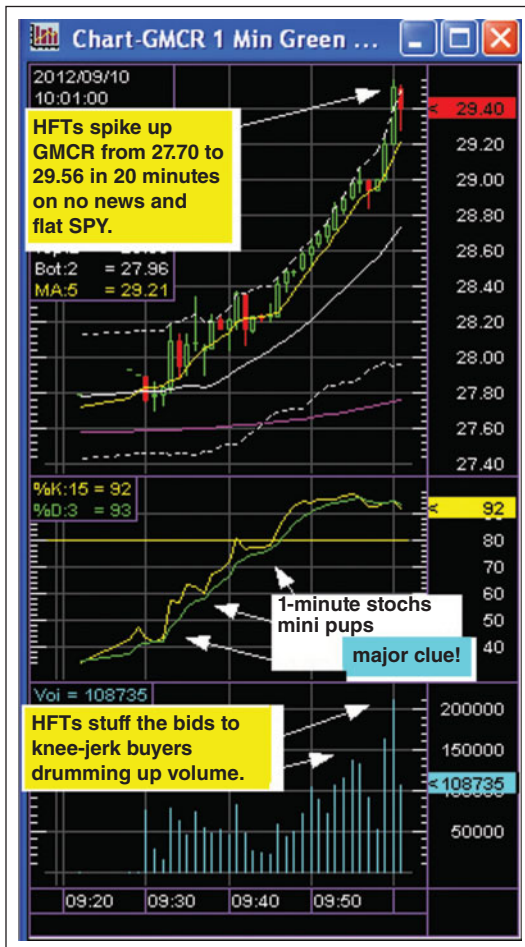 Chart-GMCR 1 Min Green ...
2012/09/10
10:01:00
HFTs spike up
GMCR from 27.70 to
29.56 in 20 minutes
on no news and
flat SPY.
Bot:2 = 27.96
MA:5 = 29.21
< 29.40
29.20
29.00
28.80
28.60
28.40
28.20
28.00
27.80
27.60
27.40
%K:15 = 92
%D:3 = 93
< 92
80
70
60
50
40
1-minute stochs
mini pups
major clue!
Vol = 108735
HFTs stuff the bids to
knee-jerk buyers
drumming up volume.
200000
150000
<108735
50000
09:20 09:30 09:40 09:50